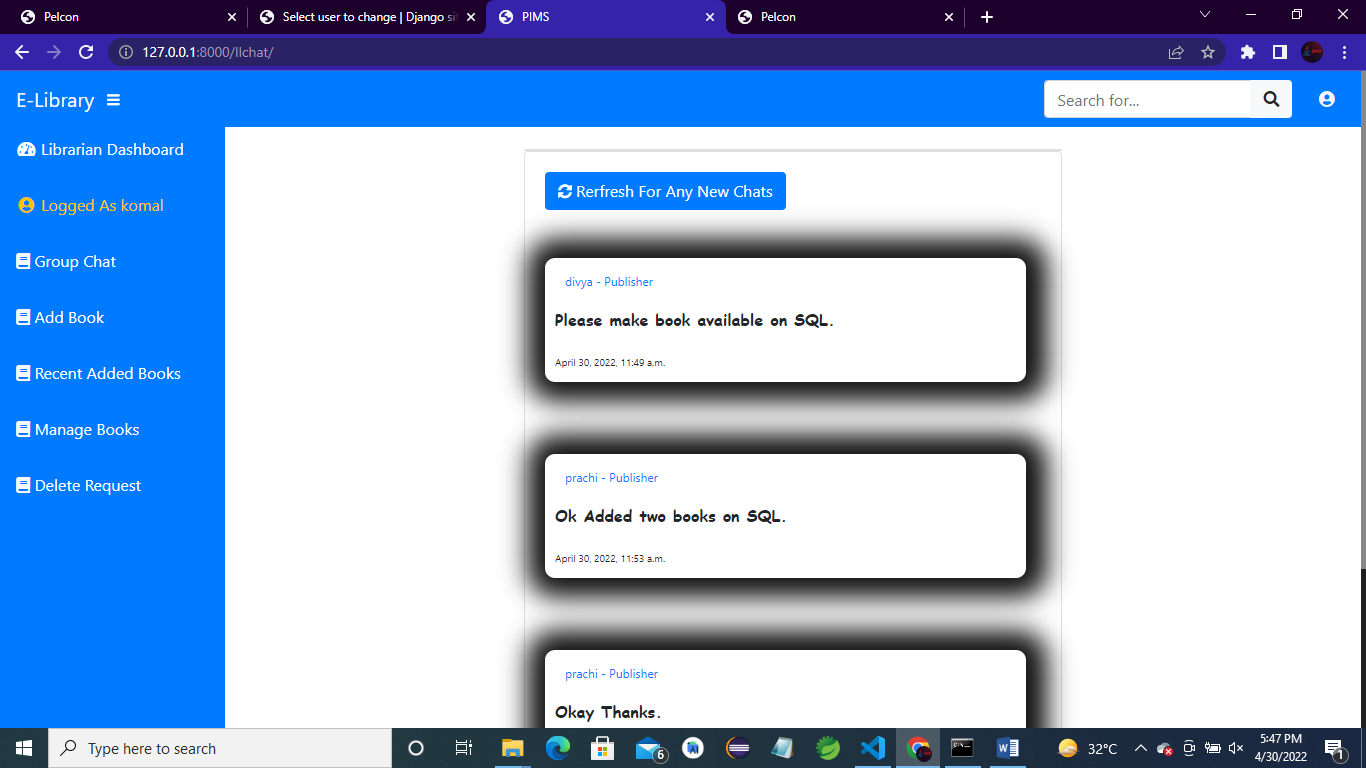 Pelcon
Select user to change | Django si
PIMS
Pelcon
127.0.0.1:8000/llchat/
E-Library
Search for...
Librarian Dashboard
Logged As komal
Group Chat
Add Book
Recent Added Books
Manage Books
Delete Request
Rerfresh For Any New Chats
divya - Publisher
Please make book available on SQL.
April 30, 2022, 11:49 a.m.
prachi - Publisher
Ok Added two books on SQL.
April 30, 2022, 11:53 a.m.
prachi - Publisher
Okay Thanks.
Type here to search
6
32°C
5:47 PM
4/30/2022
1